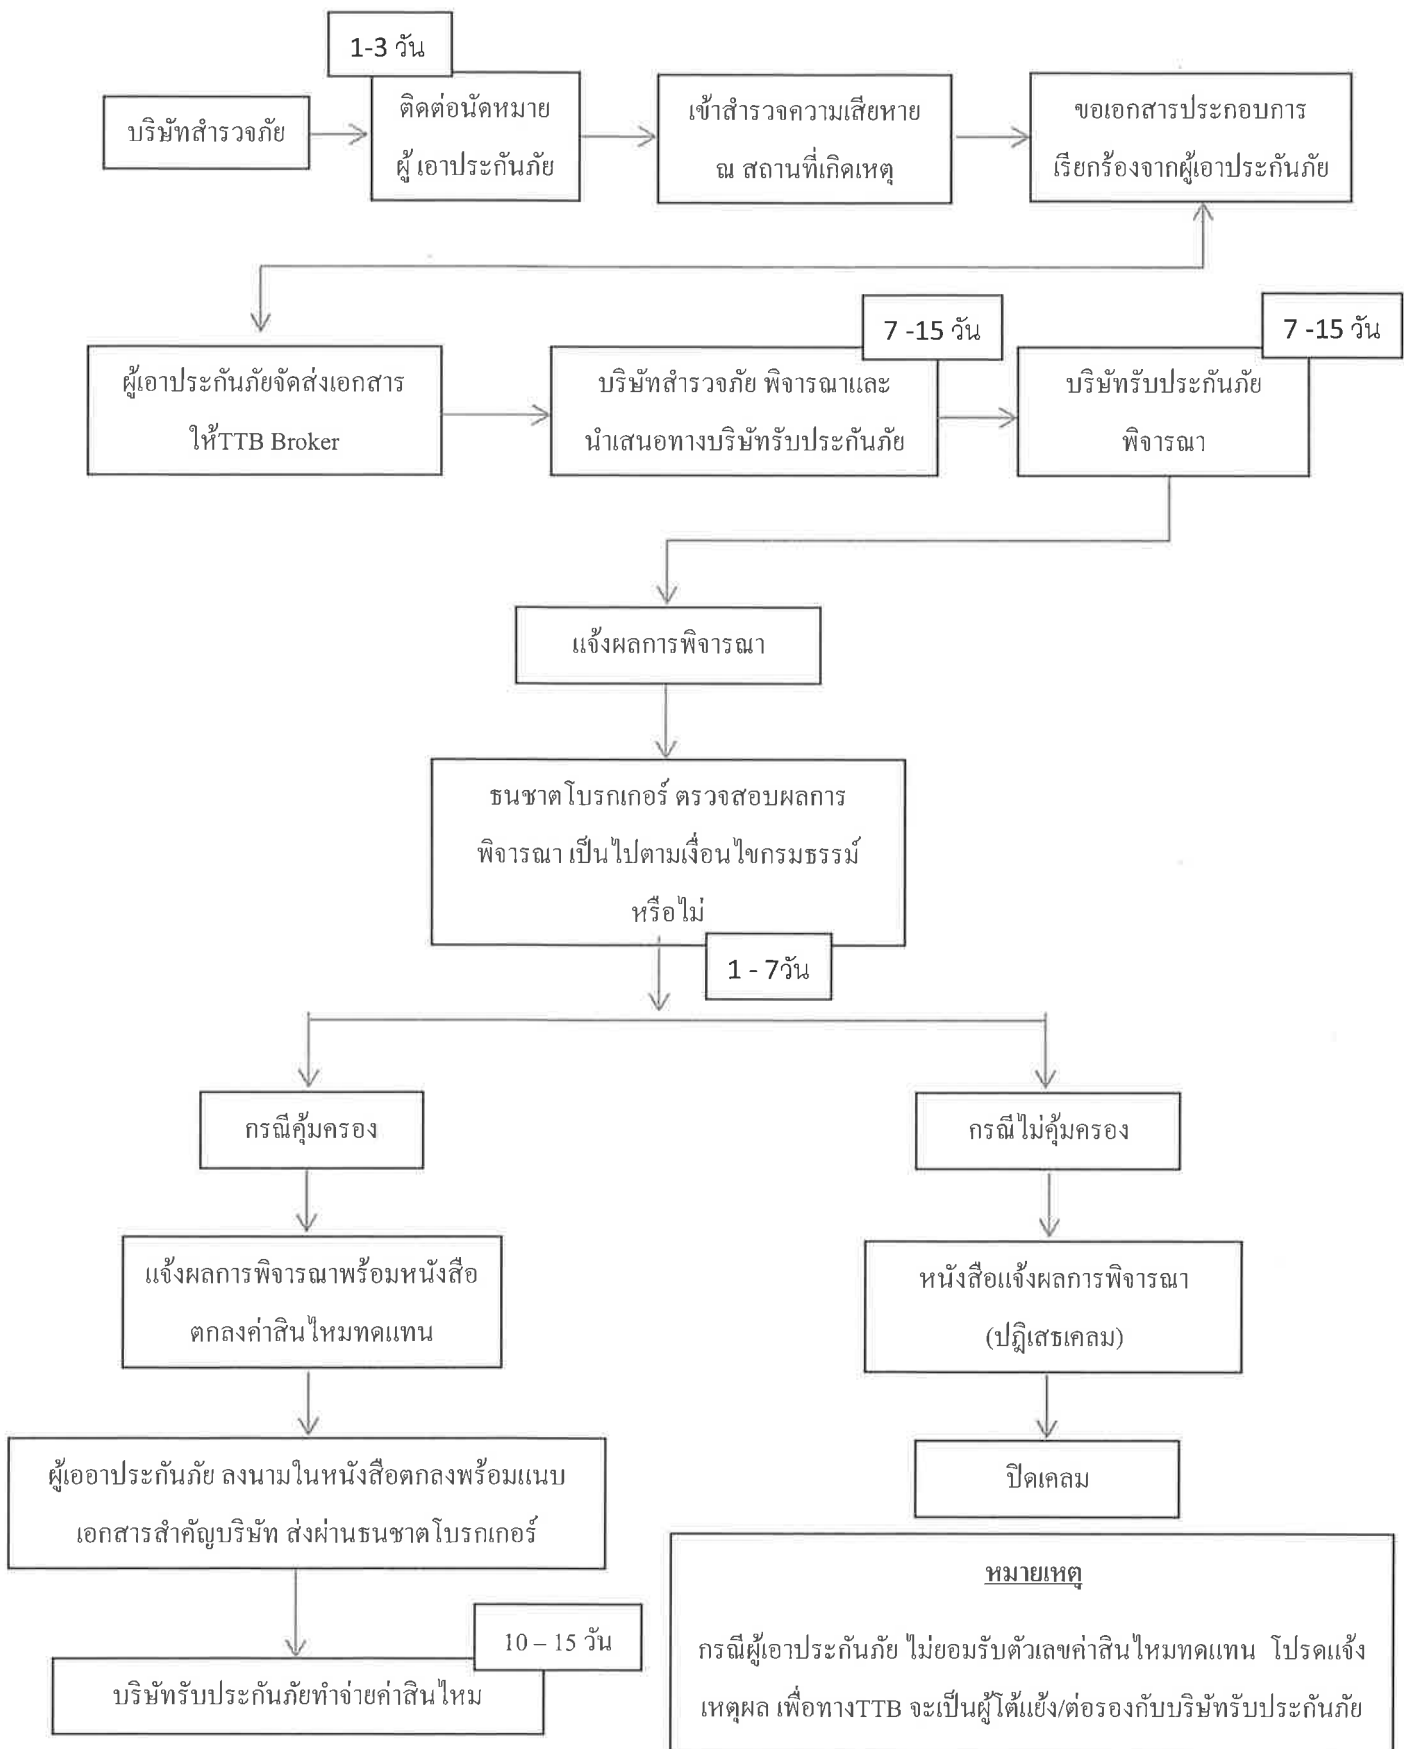 1-3 วัน
บริษัทสำรวจภัย
ติดต่อนัดหมาย
ผู้ เอาประกันภัย
เข้าสำรวจความเสียหาย
ณ สถานที่เกิดเหตุ
ขอเอกสารประกอบการ
เรียกร้องจากผู้เอาประกันภัย
ผู้เอาประกันภัยจัดส่งเอกสาร
ให้TTB Broker
7 -15 วัน
บริษัทสำรวจภัย พิจารณาและ
นำเสนอทางบริษัทรับประกันภัย
7 -15 วัน
บริษัทรับประกันภัย
พิจารณา
แจ้งผลการพิจารณา
ธนชาตโบรกเกอร์ ตรวจสอบผลการ
พิจารณา เป็นไปตามเงื่อนไขกรมธรรม์
หรือไม่
1 - 7วัน
กรณีคุ้มครอง
กรณีไม่คุ้มครอง
แจ้งผลการพิจารณาพร้อมหนังสือ
ตกลงค่าสินไหมทดแทน
หนังสือแจ้งผลการพิจารณา
(ปฎิเสธเคลม)
ผู้เออาประกันภัย ลงนามในหนังสือตกลงพร้อมแนบ
เอกสารสำคัญบริษัท ส่งผ่านธนชาตโบรกเกอร์
ปิดเคลม
10 – 15 วัน
บริษัทรับประกันภัยทำจ่ายค่าสินไหม
หมายเหตุ
กรณีผู้เอาประกันภัย ไม่ยอมรับตัวเลขค่าสินไหมทดแทน โปรดแจ้ง
เหตุผล เพื่อทางTTB จะเป็นผู้โต้แย้ง/ต่อรองกับบริษัทรับประกันภัย